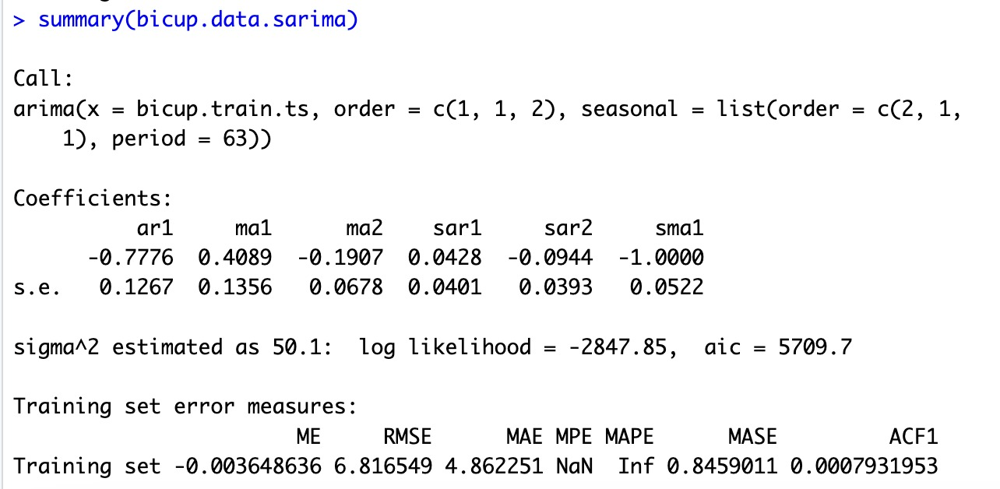 > summary(bicup.data.sarima)
Call:
arima(x = bicup.train.ts, order = c(1, 1, 2), seasonal = list(order = c(2, 1,
    1), period = 63))
Coefficients:
          ar1     ma1      ma2    sar1     sar2     sma1
      -0.7776  0.4089  -0.1907  0.0428  -0.0944  -1.0000
s.e.   0.1267  0.1356   0.0678  0.0401   0.0393   0.0522
sigma^2 estimated as 50.1:  log likelihood = -2847.85,  aic = 5709.7
Training set error measures:
                       ME     RMSE      MAE MPE MAPE      MASE         ACF1
Training set -0.003648636 6.816549 4.862251 NaN  Inf 0.8459011 0.0007931953